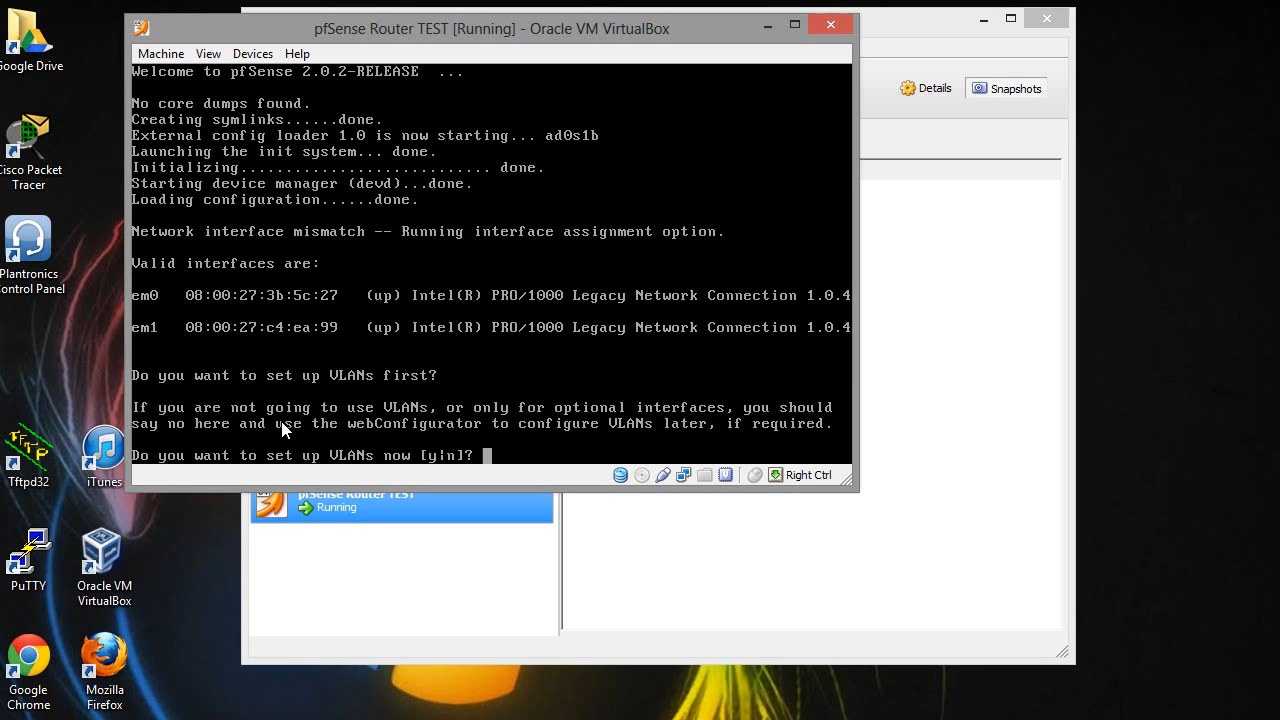 pfSense Router TEST [Running] - Oracle VM VirtualBox
Machine View Devices Help
Welcome to pfSense 2.0.2-RELEASE ...
No core dumps found.
Creating symlinks......done.
External config loader 1.0 is now starting... ad0s1b
Launching the init system... done.
Initializing........................... done.
Starting device manager (devd)...done.
Loading configuration......done.
Network interface mismatch -- Running interface assignment option.
Valid interfaces are:
em0 08:00:27:3b:5c:27 (up) Intel(R) PRO/1000 Legacy Network Connection 1.0.4
em1 08:00:27:c4:ea:99 (up) Intel(R) PRO/1000 Legacy Network Connection 1.0.4
Do you want to set up VLANs first?
If you are not going to use VLANs, or only for optional interfaces, you should
say no here and use the webConfigurator to configure VLANs later, if required.
Do you want to set up VLANs now [y|n]?
Right Ctrl
Details
Snapshots
pfSense Router TEST
Running
Google Drive
Cisco Packet
Tracer
Plantronics
Control Panel
Tftpd32
iTunes
PuTTY
Oracle VM
VirtualBox
Google
Chrome
Mozilla
Firefox